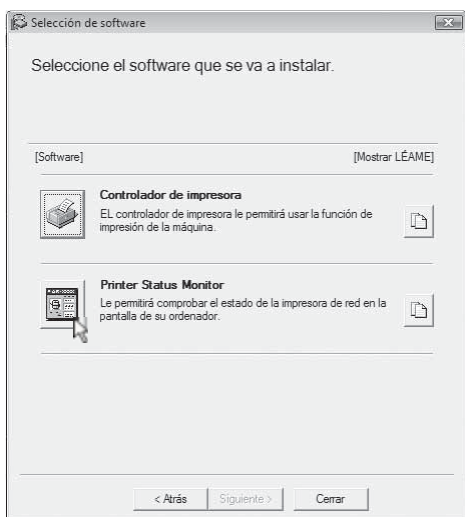 Selección de software
Seleccione el software que se va a instalar.
[Software] [Mostrar LÉAME]
Controlador de impresora
EL controlador de impresora le permitirá usar la función de
impresión de la máquina.
Printer Status Monitor
Le permitirá comprobar el estado de la impresora de red en la
pantalla de su ordenador.
< Atrás Siguiente > Cerrar